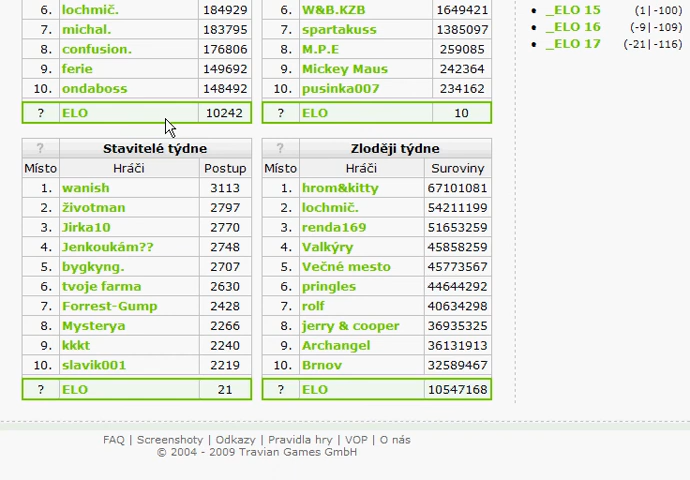 6. lochmič. 184929
7. michal. 183795
8. confusion. 176806
9. ferie 149692
10. ondaboss 148492
? ELO 10242
6. W&B.KZB 1649421
7. spartakuss 1385097
8. M.P.E 259085
9. Mickey Maus 242364
10. pusinka007 234162
? ELO 10
_ELO 15 (1|-100)
_ELO 16 (-9|-109)
_ELO 17 (-21|-116)
? Stavitelé týdne
Místo Hráči Postup
1. wanish 3113
2. životman 2797
3. Jirka10 2770
4. Jenkoukám?? 2748
5. bygkyng. 2707
6. tvoje farma 2630
7. Forrest-Gump 2428
8. Mysterya 2266
9. kkkt 2240
10. slavik001 2219
? ELO 21
? Zloději týdne
Místo Hráči Suroviny
1. hrom&kitty 67101081
2. lochmič. 54211199
3. renda169 51653259
4. Valkýry 45858259
5. Večné mesto 45773567
6. pringles 44644292
7. rolf 40634298
8. jerry & cooper 36935325
9. Archangel 36131913
10. Brnov 32589467
? ELO 10547168
FAQ | Screenshoty | Odkazy | Pravidla hry | VOP | O nás
© 2004 - 2009 Travian Games GmbH